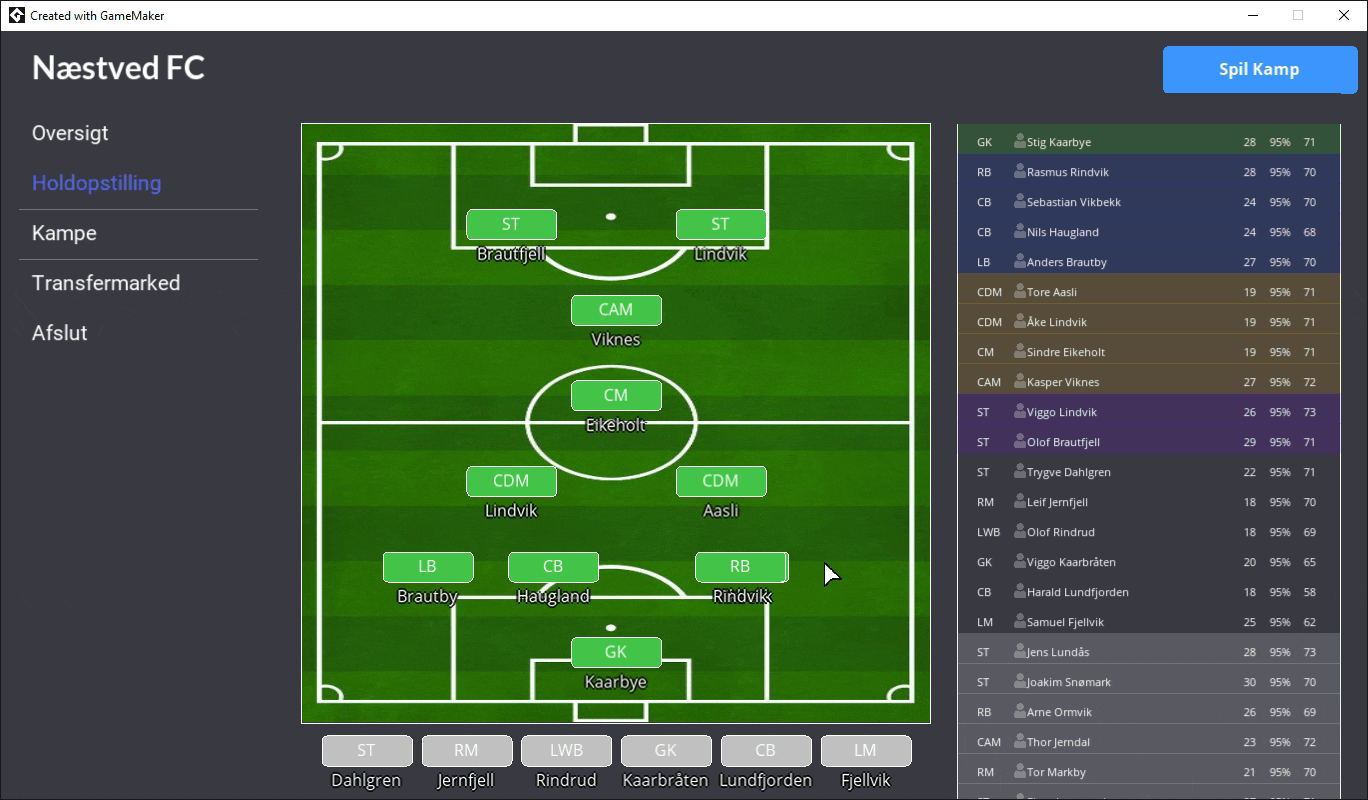 Created with GameMaker
Næstved FC
Spil Kamp
Oversigt
Holdopstilling
Kampe
Transfermarked
Afslut
ST ST
Brautfjell Lindvik
CAM
Viknes
CM
Eikeholt
CDM CDM
Lindvik Aasli
LB CB RB
Brautby Haugland Rindvik
GK
Kaarbye
ST RM LWB GK CB LM
Dahlgren Jernfjell Rindrud Kaarbråten Lundfjorden Fjellvik
GK Stig Kaarbye 28 95% 71
RB Rasmus Rindvik 28 95% 70
CB Sebastian Vikbekk 24 95% 70
CB Nils Haugland 24 95% 68
LB Anders Brautby 27 95% 70
CDM Tore Aasli 19 95% 71
CDM Åke Lindvik 19 95% 71
CM Sindre Eikeholt 19 95% 71
CAM Kasper Viknes 27 95% 72
ST Viggo Lindvik 26 95% 73
ST Olof Brautfjell 29 95% 71
ST Trygve Dahlgren 22 95% 71
RM Leif Jernfjell 18 95% 70
LWB Olof Rindrud 18 95% 69
GK Viggo Kaarbråten 20 95% 65
CB Harald Lundfjorden 18 95% 58
LM Samuel Fjellvik 25 95% 62
ST Jens Lundås 28 95% 73
ST Joakim Snømark 30 95% 70
RB Arne Ormvik 26 95% 69
CAM Thor Jerndal 23 95% 72
RM Tor Markby 21 95% 70